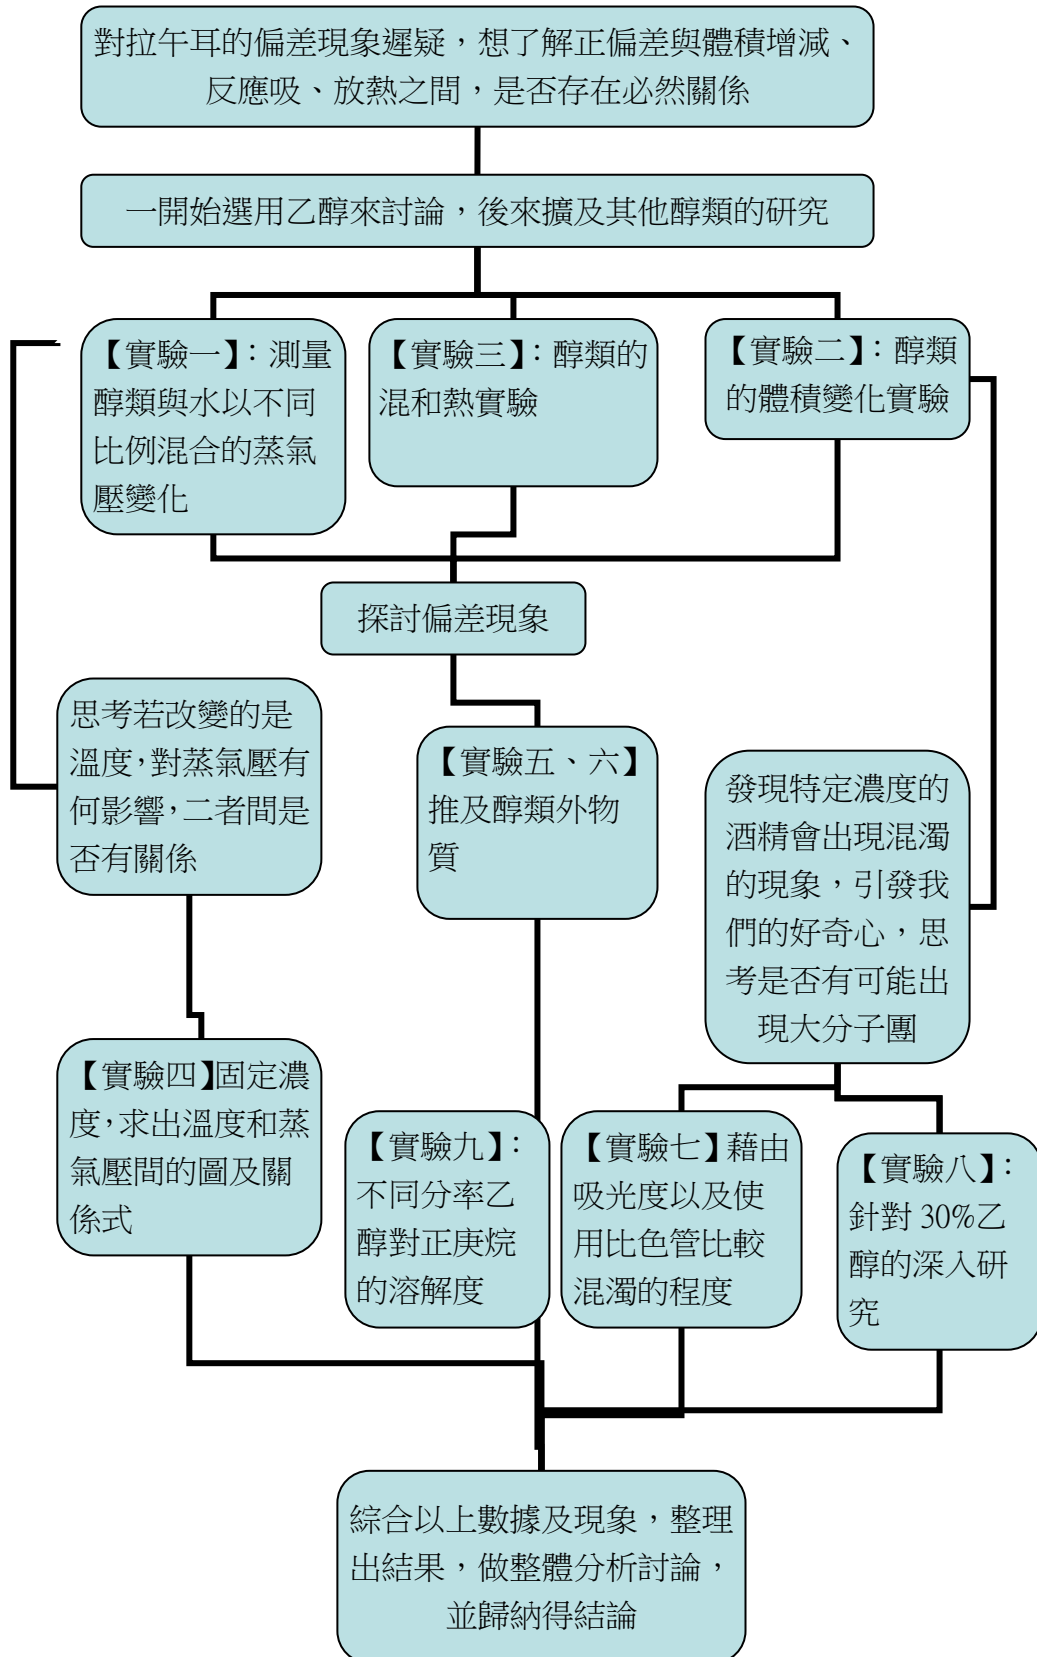 對拉午耳的偏差現象遲疑，想了解正偏差與體積增減、
反應吸、放熱之間，是否存在必然關係
一開始選用乙醇來討論，後來擴及其他醇類的研究
【實驗一】：測量
醇類與水以不同
比例混合的蒸氣
壓變化
【實驗三】：醇類的
混和熱實驗
【實驗二】：醇類
的體積變化實驗
探討偏差現象
思考若改變的是
溫度，對蒸氣壓有
何影響，二者間是
否有關係
【實驗五、六】
推及醇類外物
質
發現特定濃度的
酒精會出現混濁
的現象，引發我
們的好奇心，思
考是否有可能出
現大分子團
【實驗四】固定濃
度，求出溫度和蒸
氣壓間的圖及關
係式
【實驗九】：
不同分率乙
醇對正庚烷
的溶解度
【實驗七】藉由
吸光度以及使
用比色管比較
混濁的程度
【實驗八】：
針對 30%乙
醇的深入研
究
綜合以上數據及現象，整理
出結果，做整體分析討論，
並歸納得結論